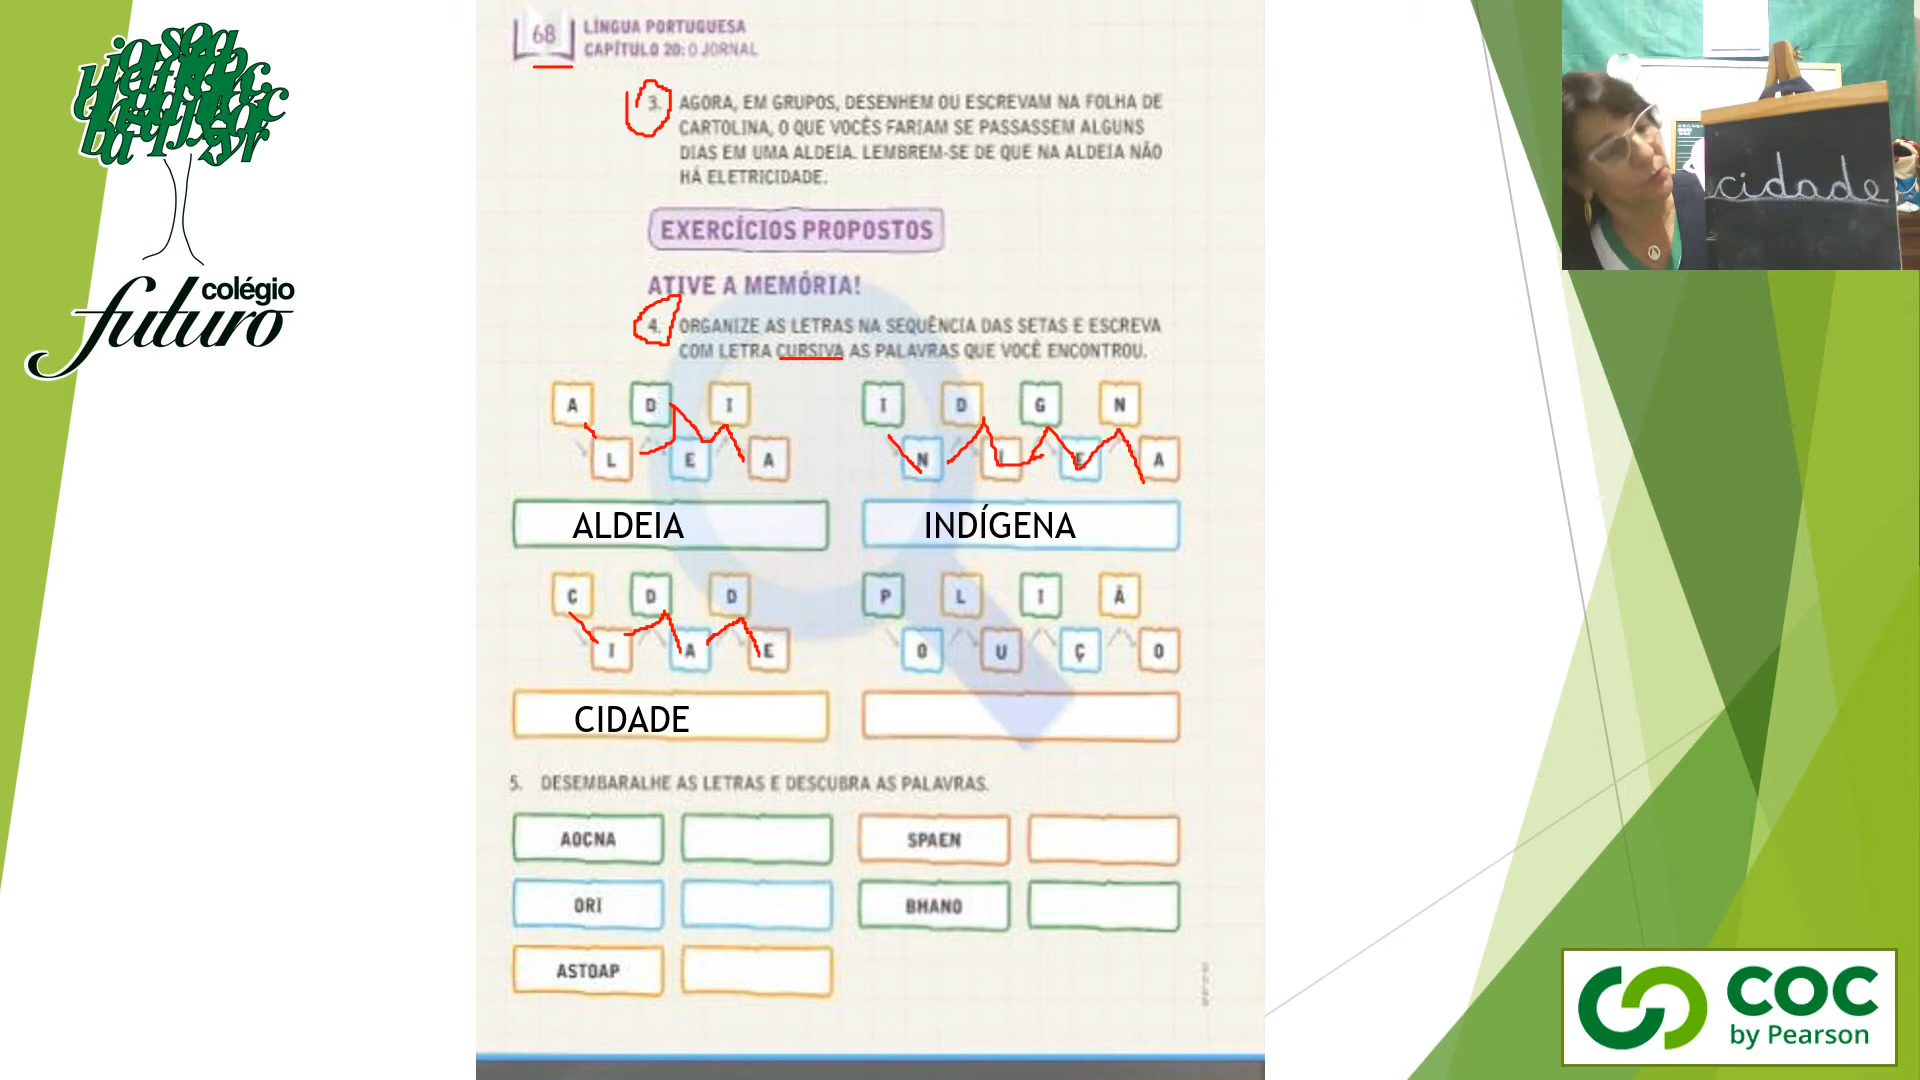 colégio
futuro
68
LÍNGUA PORTUGUESA
CAPÍTULO 20: O JORNAL
3. AGORA, EM GRUPOS, DESENHEM OU ESCREVAM NA FOLHA DE
CARTOLINA, O QUE VOCÊS FARIAM SE PASSASSEM ALGUNS
DIAS EM UMA ALDEIA. LEMBREM-SE DE QUE NA ALDEIA NÃO
HÁ ELETRICIDADE.
EXERCÍCIOS PROPOSTOS
ATIVE A MEMÓRIA!
4. ORGANIZE AS LETRAS NA SEQUÊNCIA DAS SETAS E ESCREVA
COM LETRA CURSIVA AS PALAVRAS QUE VOCÊ ENCONTROU.
A D I
L E A
ALDEIA
I D G N
N Í E A
INDÍGENA
C D D
I A E
CIDADE
P L I Ã
O U Ç O
5. DESEMBARALHE AS LETRAS E DESCUBRA AS PALAVRAS.
AOCNA SPAEN
ORI BHANO
ASTOAP
cidade
COC
by Pearson